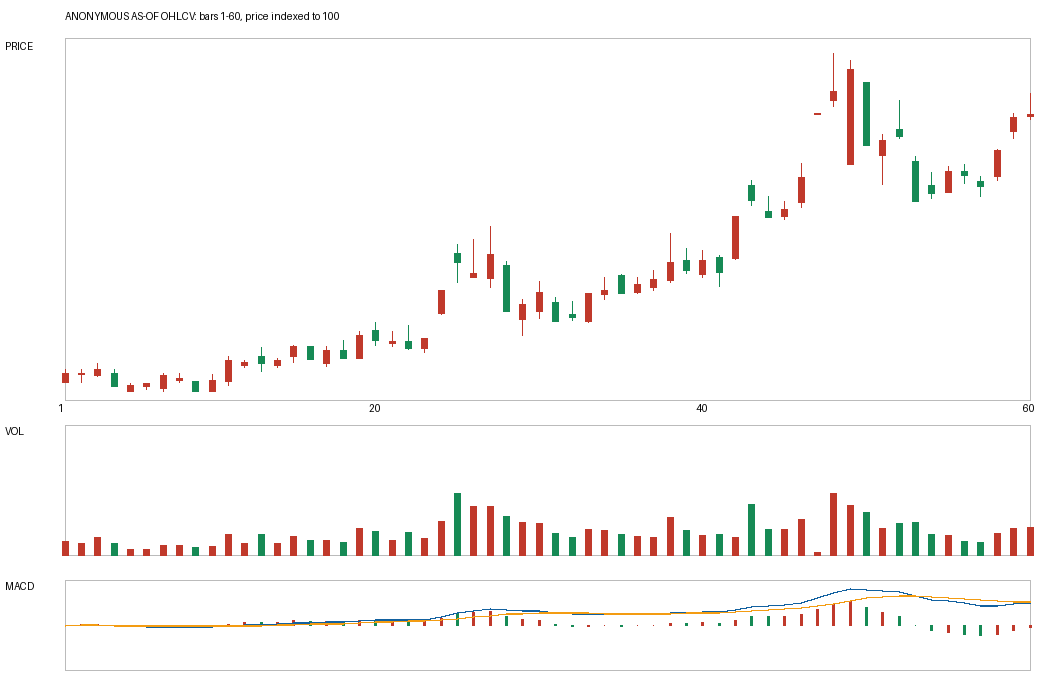 ANONYMOUS AS-OF OHLCV: bars 1-60, price indexed to 100
PRICE
1 20 40 60
VOL
MACD